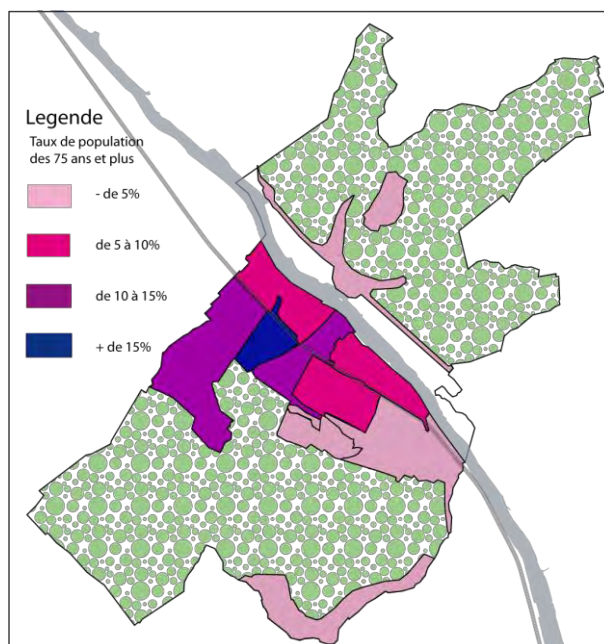 Legende
Taux de population
des 75 ans et plus
- de 5%
de 5 à 10%
de 10 à 15%
+ de 15%